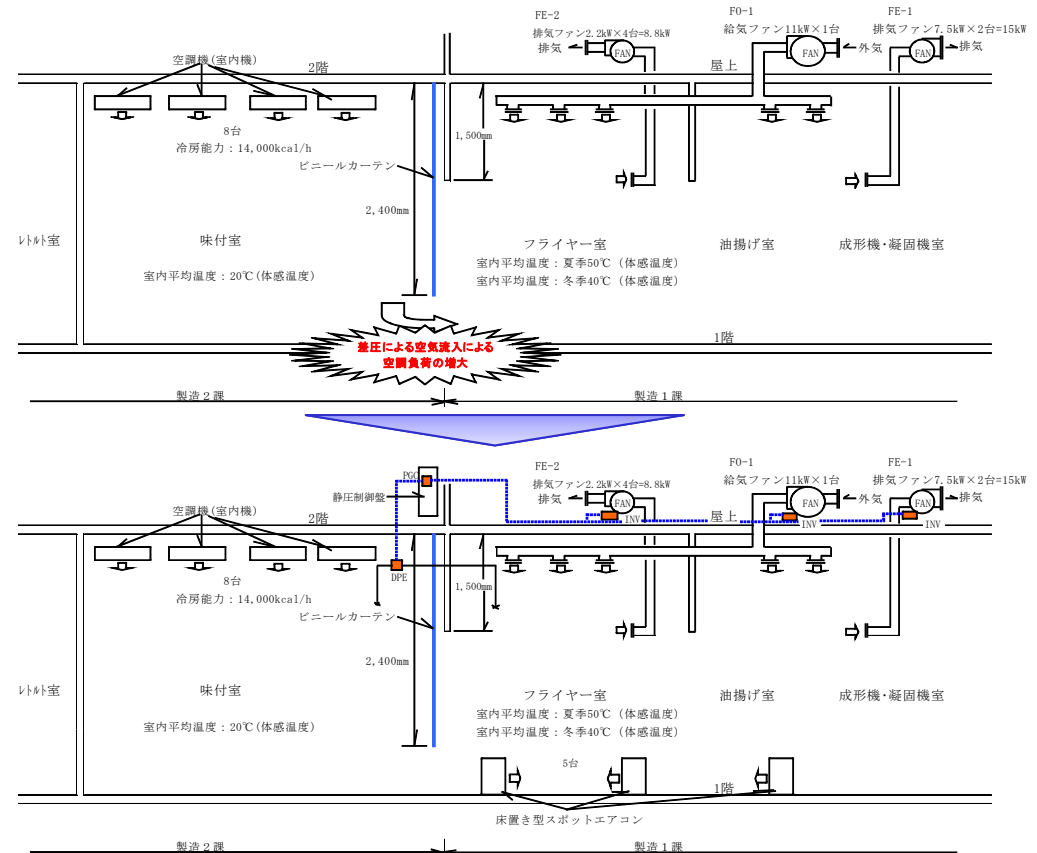 FE-2
排気ファン2.2kW×4台=8.8kW
排気
FAN
FO-1
給気ファン11kW×1台
FAN
外気
FE-1
排気ファン7.5kW×2台=15kW
FAN
排気
空調機(室内機)
2階
屋上
8台
冷房能力：14,000kcal/h
ビニールカーテン
1,500mm
2,400mm
ﾚﾄﾙﾄ室
味付室
室内平均温度：20℃(体感温度)
フライヤー室
室内平均温度：夏季50℃（体感温度）
室内平均温度：冬季40℃（体感温度）
油揚げ室
成形機・凝固機室
差圧による空気流入による
空調負荷の増大
1階
製造２課
製造１課
FE-2
排気ファン2.2kW×4台=8.8kW
排気
FAN
INV
FO-1
給気ファン11kW×1台
FAN
外気
INV
FE-1
排気ファン7.5kW×2台=15kW
FAN
排気
INV
PGC
静圧制御盤
空調機(室内機)
2階
屋上
DPE
8台
冷房能力：14,000kcal/h
ビニールカーテン
1,500mm
2,400mm
ﾚﾄﾙﾄ室
味付室
室内平均温度：20℃(体感温度)
フライヤー室
室内平均温度：夏季50℃（体感温度）
室内平均温度：冬季40℃（体感温度）
油揚げ室
成形機・凝固機室
5台
1階
床置き型スポットエアコン
製造２課
製造１課